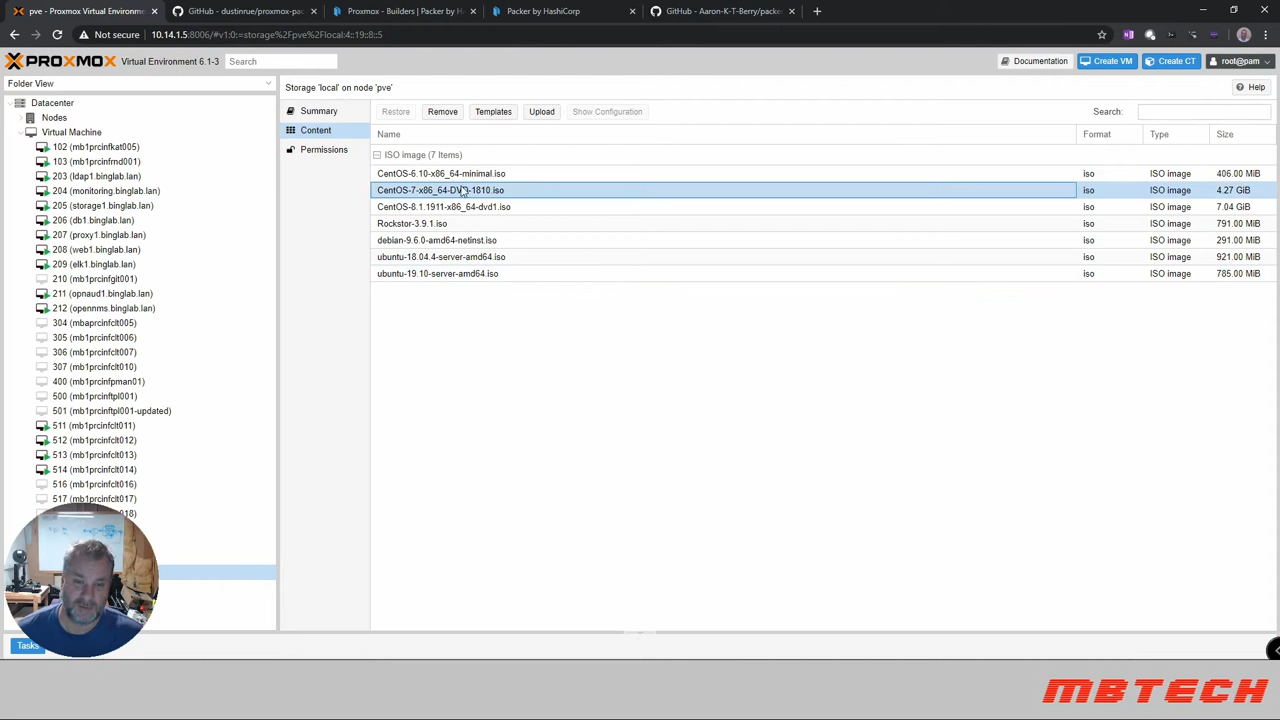 pve - Proxmox Virtual Environm
GitHub - dustinrue/proxmox-pac
Proxmox - Builders | Packer by Ha
Packer by HashiCorp
GitHub - Aaron-K-T-Berry/packer
Not secure | 10.14.1.5:8006/#v1:0:=storage%2Fpve%2Flocal:4:19::8::5
PROXMOX Virtual Environment 6.1-3 Search
Documentation Create VM Create CT root@pam
Folder View
Storage 'local' on node 'pve' Help
Datacenter
Nodes
Virtual Machine
102 (mb1prcinfkat005)
103 (mb1prcinfrnd001)
203 (ldap1.binglab.lan)
204 (monitoring.binglab.lan)
205 (storage1.binglab.lan)
206 (db1.binglab.lan)
207 (proxy1.binglab.lan)
208 (web1.binglab.lan)
209 (elk1.binglab.lan)
210 (mb1prcinfgit001)
211 (opnaud1.binglab.lan)
212 (opennms.binglab.lan)
304 (mbaprcinfclt005)
305 (mb1prcinfclt006)
306 (mb1prcinfclt007)
307 (mb1prcinfclt010)
400 (mb1prcinfpman01)
500 (mb1prcinftpl001)
501 (mb1prcinftpl001-updated)
511 (mb1prcinfclt011)
512 (mb1prcinfclt012)
513 (mb1prcinfclt013)
514 (mb1prcinfclt014)
516 (mb1prcinfclt016)
517 (mb1prcinfclt017)
018)
Summary
Content
Permissions
Restore Remove Templates Upload Show Configuration Search:
Name Format Type Size
ISO image (7 Items)
CentOS-6.10-x86_64-minimal.iso iso ISO image 406.00 MiB
CentOS-7-x86_64-DVD-1810.iso iso ISO image 4.27 GiB
CentOS-8.1.1911-x86_64-dvd1.iso iso ISO image 7.04 GiB
Rockstor-3.9.1.iso iso ISO image 791.00 MiB
debian-9.6.0-amd64-netinst.iso iso ISO image 291.00 MiB
ubuntu-18.04.4-server-amd64.iso iso ISO image 921.00 MiB
ubuntu-19.10-server-amd64.iso iso ISO image 785.00 MiB
Tasks
MBTECH